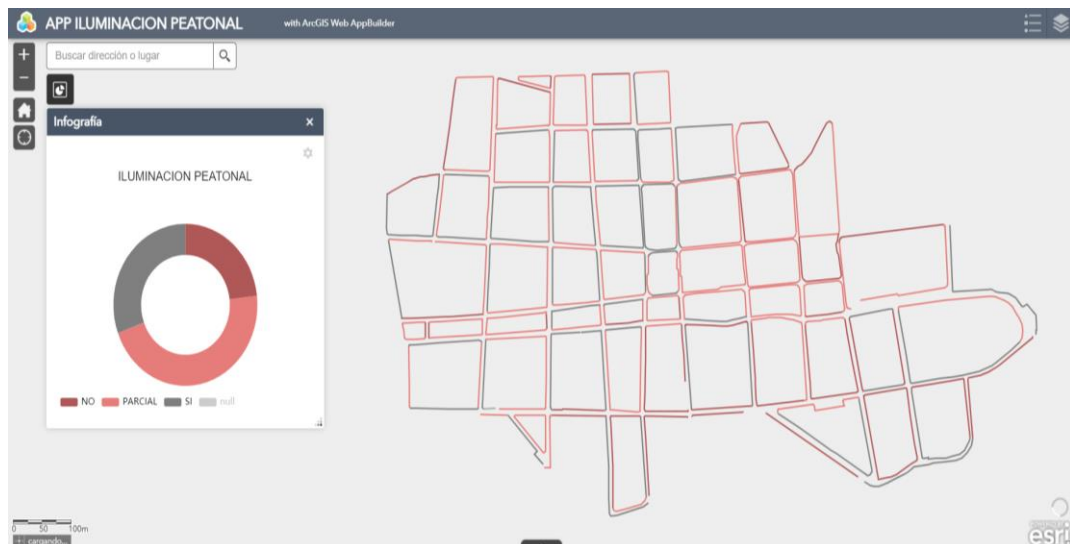 APP ILUMINACION PEATONAL with ArcGIS Web AppBuilder
+
Buscar dirección o lugar
−
Infografía ×
ILUMINACION PEATONAL
NO PARCIAL SI null
0 50 100m
cargando...
esri